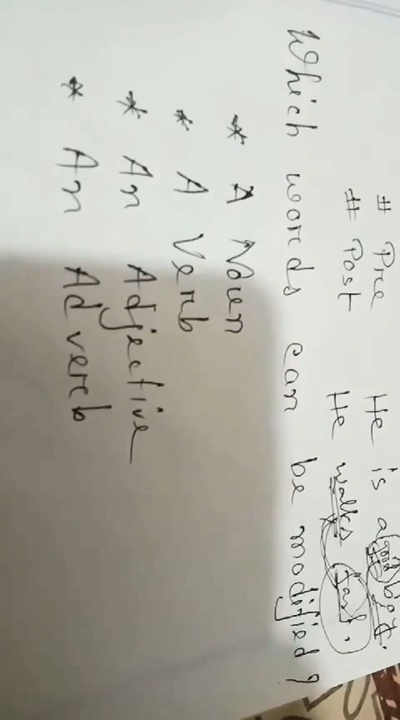 # Pre He is a good boy.
# Post He walks fast.
Which words can be modified?
* A Noun
* A Verb
* An Adjective
* An Adverb